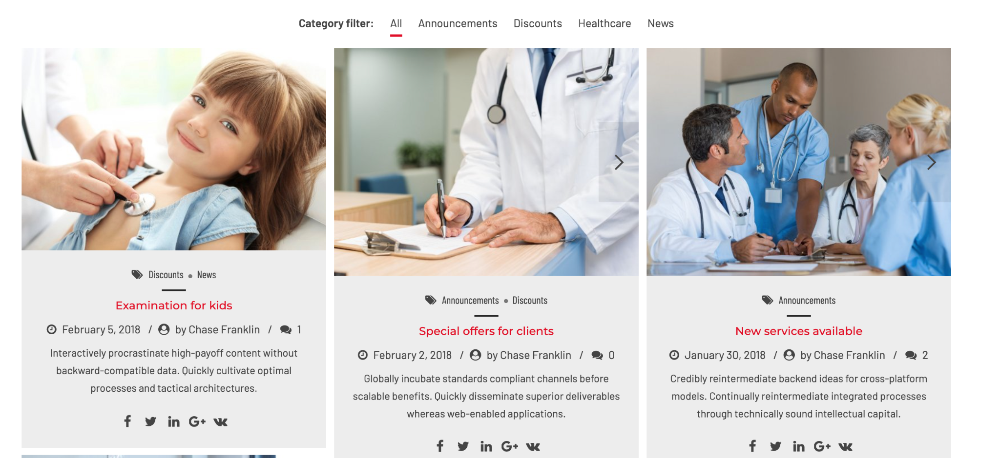 Category filter: All Announcements Discounts Healthcare News
Discounts • News
Examination for kids
February 5, 2018 / by Chase Franklin / 1
Interactively procrastinate high-payoff content without
backward-compatible data. Quickly cultivate optimal
processes and tactical architectures.
Announcements • Discounts
Special offers for clients
February 2, 2018 / by Chase Franklin / 0
Globally incubate standards compliant channels before
scalable benefits. Quickly disseminate superior deliverables
whereas web-enabled applications.
Announcements
New services available
January 30, 2018 / by Chase Franklin / 2
Credibly reintermediate backend ideas for cross-platform
models. Continually reintermediate integrated processes
through technically sound intellectual capital.